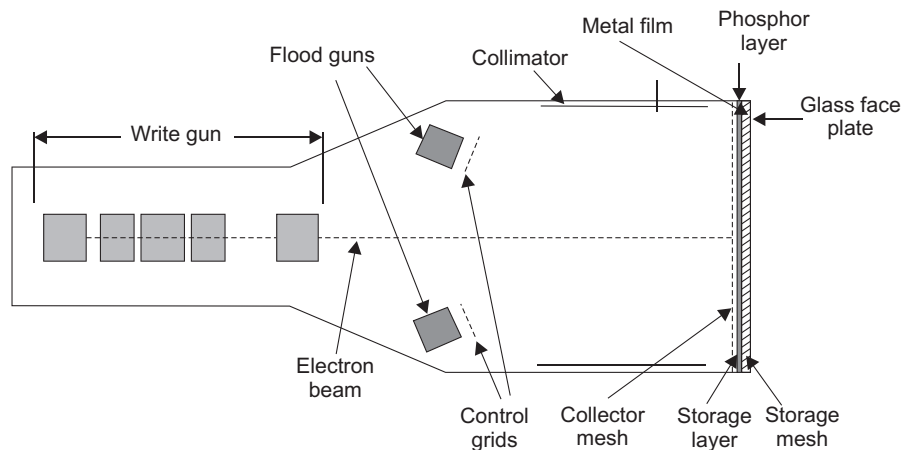 Phosphor
layer
Metal film
Flood guns
Collimator
Glass face
plate
Write gun
Electron
beam
Control
grids
Collector
mesh
Storage
layer
Storage
mesh